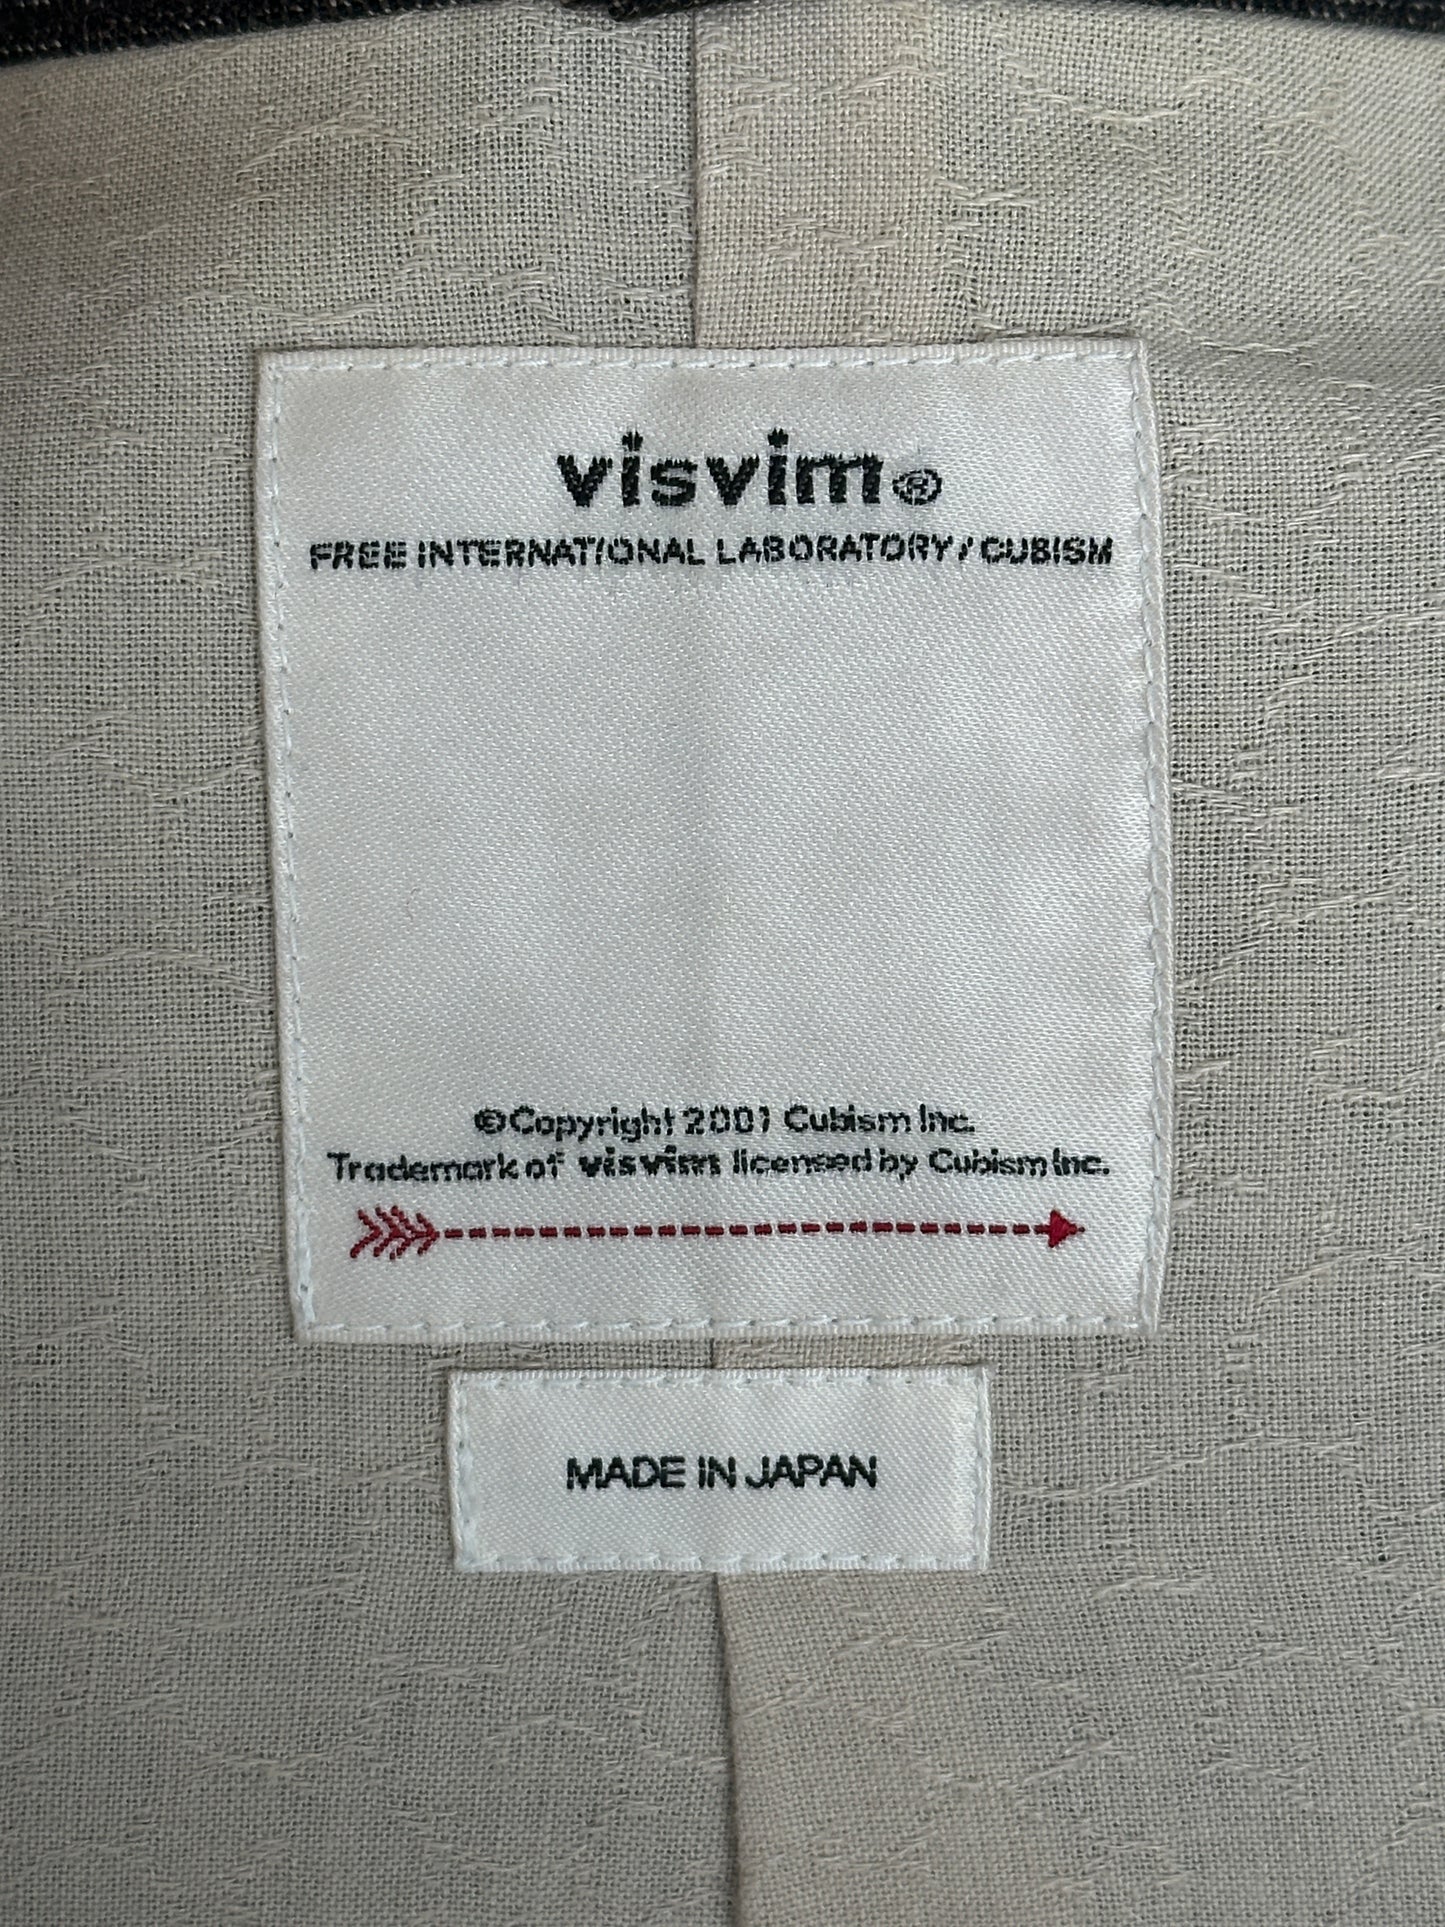 visvim®
FREE INTERNATIONAL LABORATORY / CUBISM
©Copyright 2001 Cubism Inc.
Trademark of visvim licensed by Cubism Inc.
MADE IN JAPAN